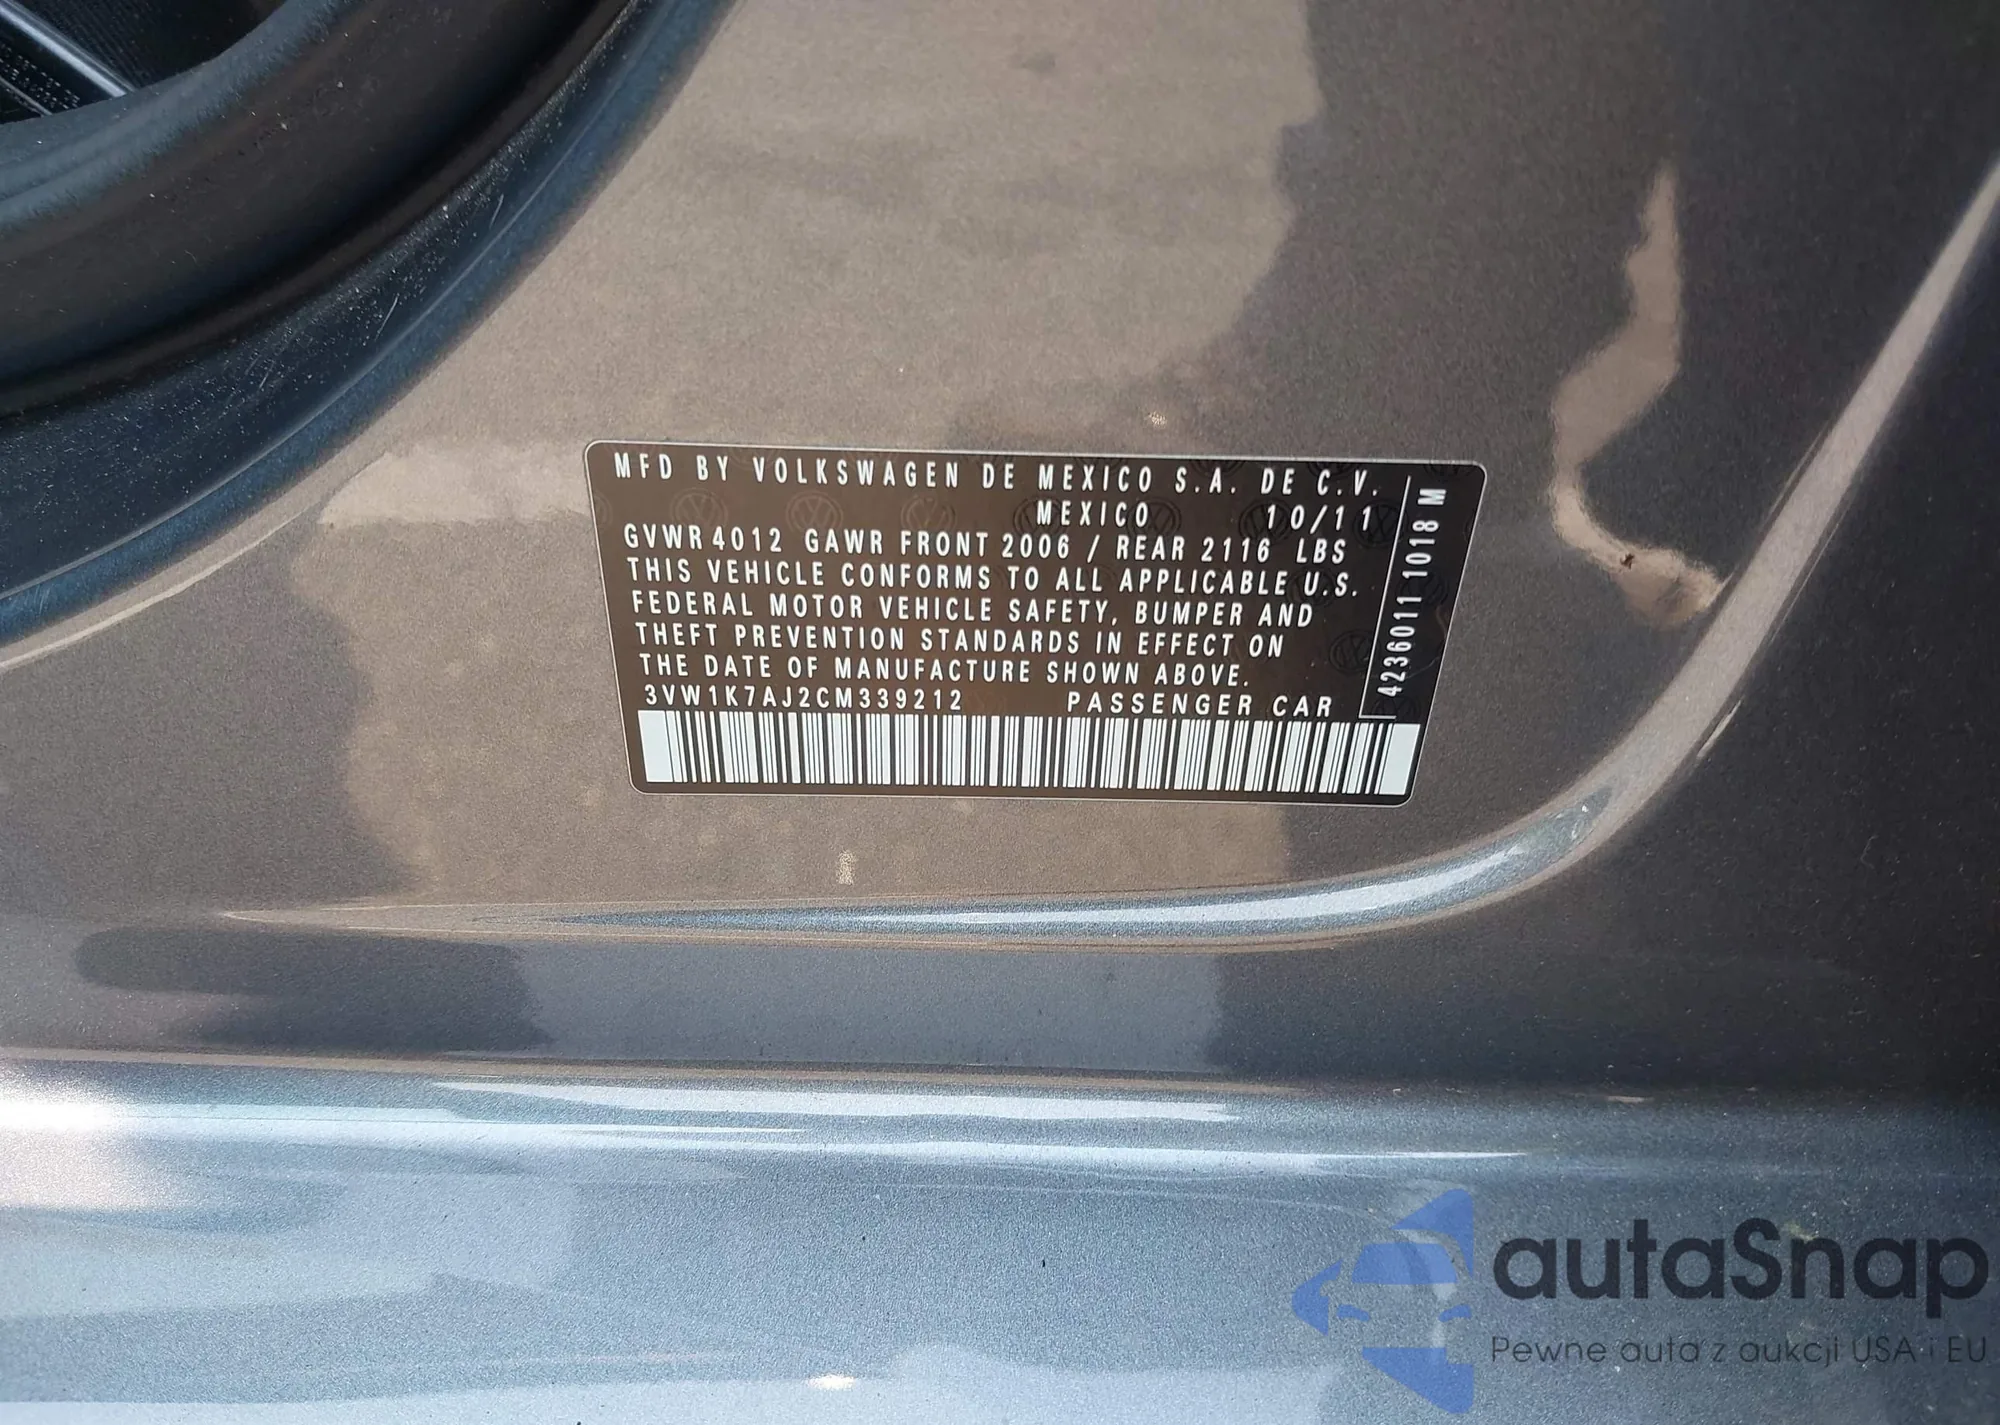 MFD BY VOLKSWAGEN DE MEXICO S.A. DE C.V.
MEXICO 10/11
GVWR 4012 GAWR FRONT 2006 / REAR 2116 LBS
THIS VEHICLE CONFORMS TO ALL APPLICABLE U.S.
FEDERAL MOTOR VEHICLE SAFETY, BUMPER AND
THEFT PREVENTION STANDARDS IN EFFECT ON
THE DATE OF MANUFACTURE SHOWN ABOVE.
3VW1K7AJ2CM339212 PASSENGER CAR
4236011 1018 M
autaSnap
Pewne auta z aukcji USA i EU